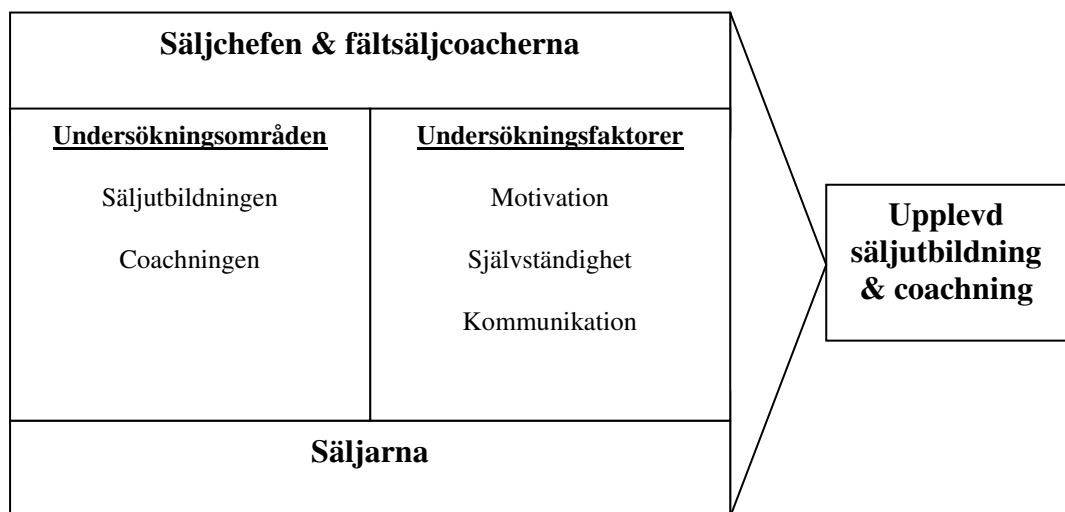 Säljchefen & fältsäljcoacherna
Undersökningsområden
Säljutbildningen
Coachningen
Undersökningsfaktorer
Motivation
Självständighet
Kommunikation
Säljarna
Upplevd
säljutbildning
& coachning